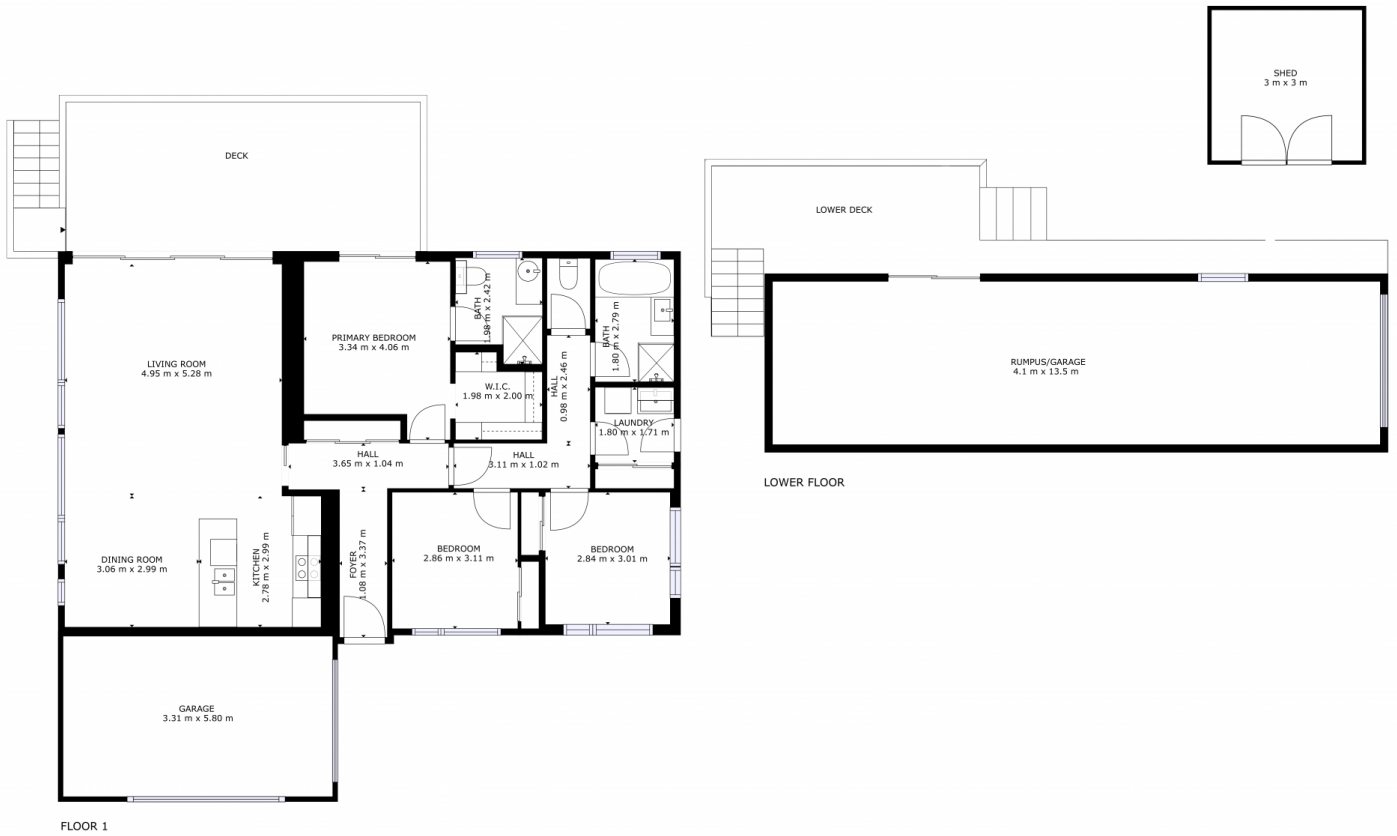 SHED
3 m x 3 m
DECK
LOWER DECK
BATH
1.98 m x 2.42 m
BATH
1.80 m x 2.79 m
PRIMARY BEDROOM
3.34 m x 4.06 m
LIVING ROOM
4.95 m x 5.28 m
RUMPUS/GARAGE
4.1 m x 13.5 m
W.I.C.
1.98 m x 2.00 m
HALL
0.98 m x 2.46 m
LAUNDRY
1.80 m x 1.71 m
HALL
3.65 m x 1.04 m
HALL
3.11 m x 1.02 m
LOWER FLOOR
DINING ROOM
3.06 m x 2.99 m
KITCHEN
2.78 m x 2.99 m
FOYER
1.08 m x 3.37 m
BEDROOM
2.86 m x 3.11 m
BEDROOM
2.84 m x 3.01 m
GARAGE
3.31 m x 5.80 m
FLOOR 1